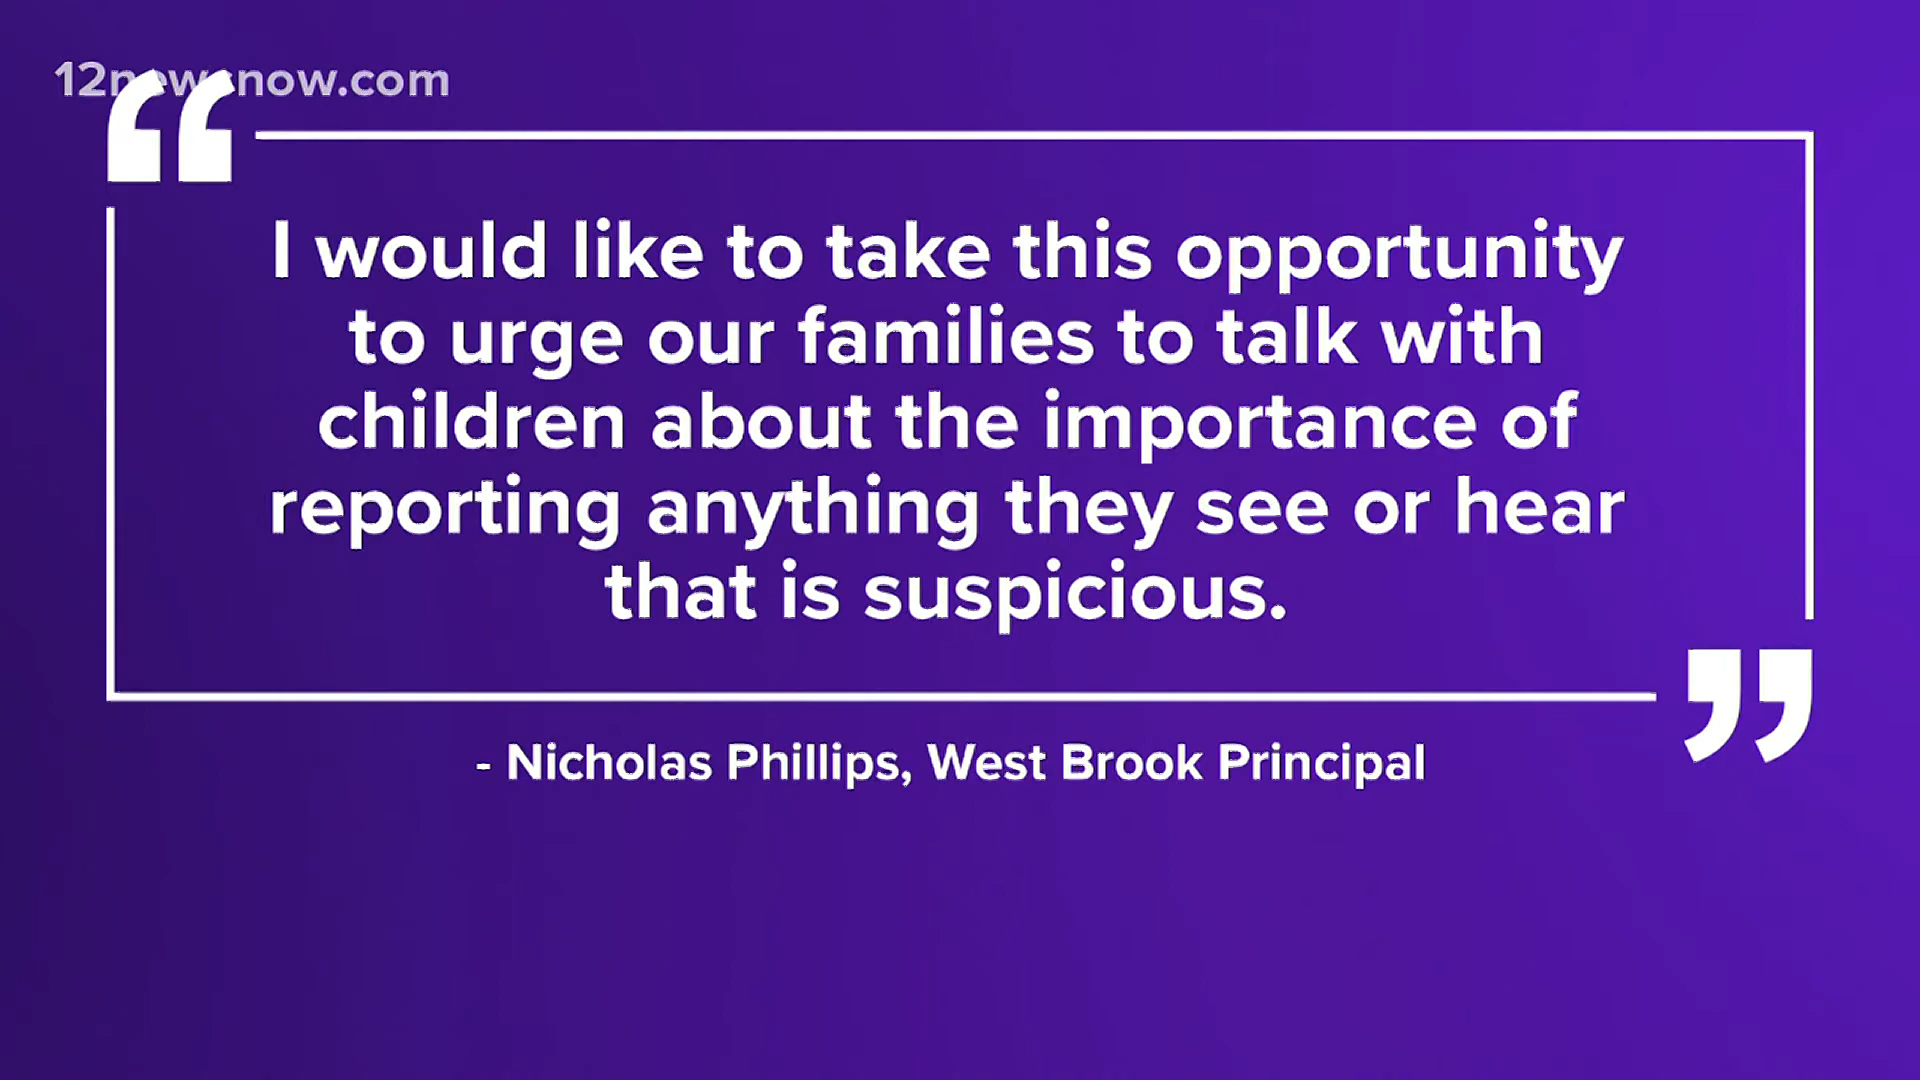 12newsnow.com
I would like to take this opportunity
to urge our families to talk with
children about the importance of
reporting anything they see or hear
that is suspicious.
- Nicholas Phillips, West Brook Principal